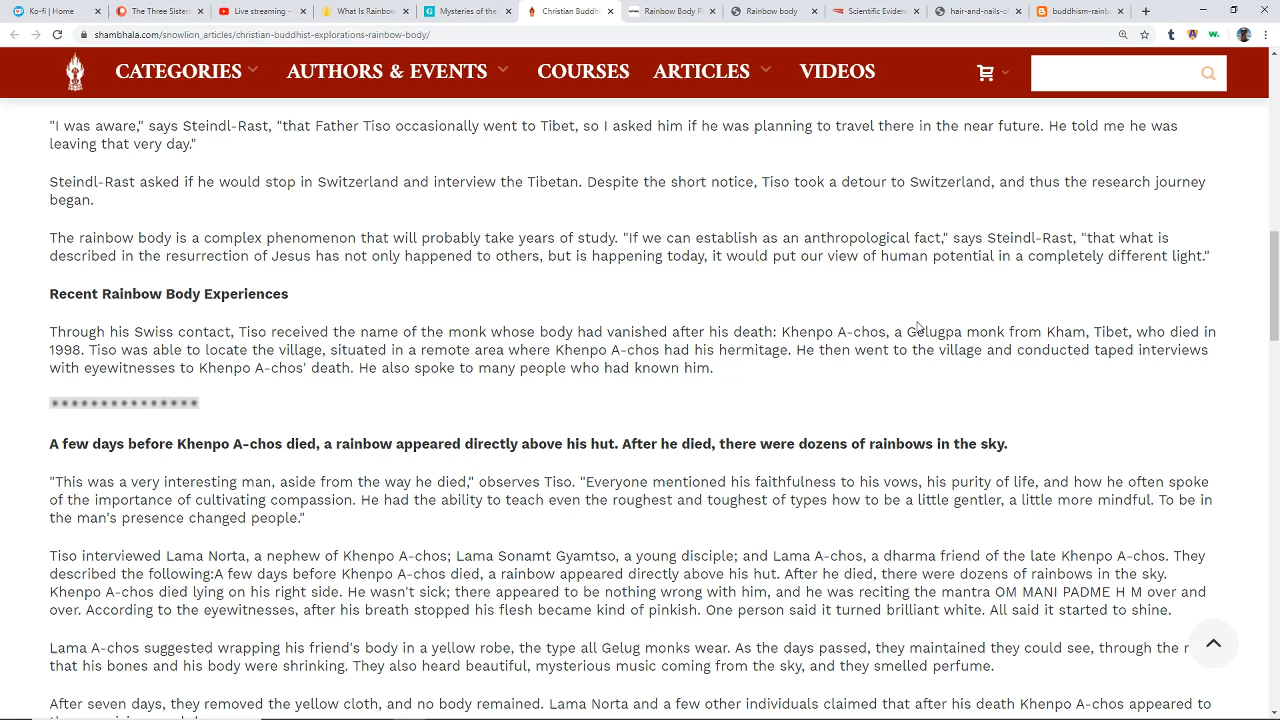 Ko-fi | Home
The Three Sisters
Live streaming -
What Is Rainbow
Mysteries of the
Christian Buddh
Rainbow Body P
Rainbow body
Scientific Eviden
hair-and-nails-o
buddhism-rainb
shambhala.com/snowlion_articles/christian-buddhist-explorations-rainbow-body/
CATEGORIES AUTHORS & EVENTS COURSES ARTICLES VIDEOS
"I was aware," says Steindl-Rast, "that Father Tiso occasionally went to Tibet, so I asked him if he was planning to travel there in the near future. He told me he was
leaving that very day."
Steindl-Rast asked if he would stop in Switzerland and interview the Tibetan. Despite the short notice, Tiso took a detour to Switzerland, and thus the research journey
began.
The rainbow body is a complex phenomenon that will probably take years of study. "If we can establish as an anthropological fact," says Steindl-Rast, "that what is
described in the resurrection of Jesus has not only happened to others, but is happening today, it would put our view of human potential in a completely different light."
Recent Rainbow Body Experiences
Through his Swiss contact, Tiso received the name of the monk whose body had vanished after his death: Khenpo A-chos, a Gelugpa monk from Kham, Tibet, who died in
1998. Tiso was able to locate the village, situated in a remote area where Khenpo A-chos had his hermitage. He then went to the village and conducted taped interviews
with eyewitnesses to Khenpo A-chos' death. He also spoke to many people who had known him.
A few days before Khenpo A-chos died, a rainbow appeared directly above his hut. After he died, there were dozens of rainbows in the sky.
"This was a very interesting man, aside from the way he died," observes Tiso. "Everyone mentioned his faithfulness to his vows, his purity of life, and how he often spoke
of the importance of cultivating compassion. He had the ability to teach even the roughest and toughest of types how to be a little gentler, a little more mindful. To be in
the man's presence changed people."
Tiso interviewed Lama Norta, a nephew of Khenpo A-chos; Lama Sonamt Gyamtso, a young disciple; and Lama A-chos, a dharma friend of the late Khenpo A-chos. They
described the following:A few days before Khenpo A-chos died, a rainbow appeared directly above his hut. After he died, there were dozens of rainbows in the sky.
Khenpo A-chos died lying on his right side. He wasn't sick; there appeared to be nothing wrong with him, and he was reciting the mantra OM MANI PADME H M over and
over. According to the eyewitnesses, after his breath stopped his flesh became kind of pinkish. One person said it turned brilliant white. All said it started to shine.
Lama A-chos suggested wrapping his friend's body in a yellow robe, the type all Gelug monks wear. As the days passed, they maintained they could see, through the r
that his bones and his body were shrinking. They also heard beautiful, mysterious music coming from the sky, and they smelled perfume.
After seven days, they removed the yellow cloth, and no body remained. Lama Norta and a few other individuals claimed that after his death Khenpo A-chos appeared to